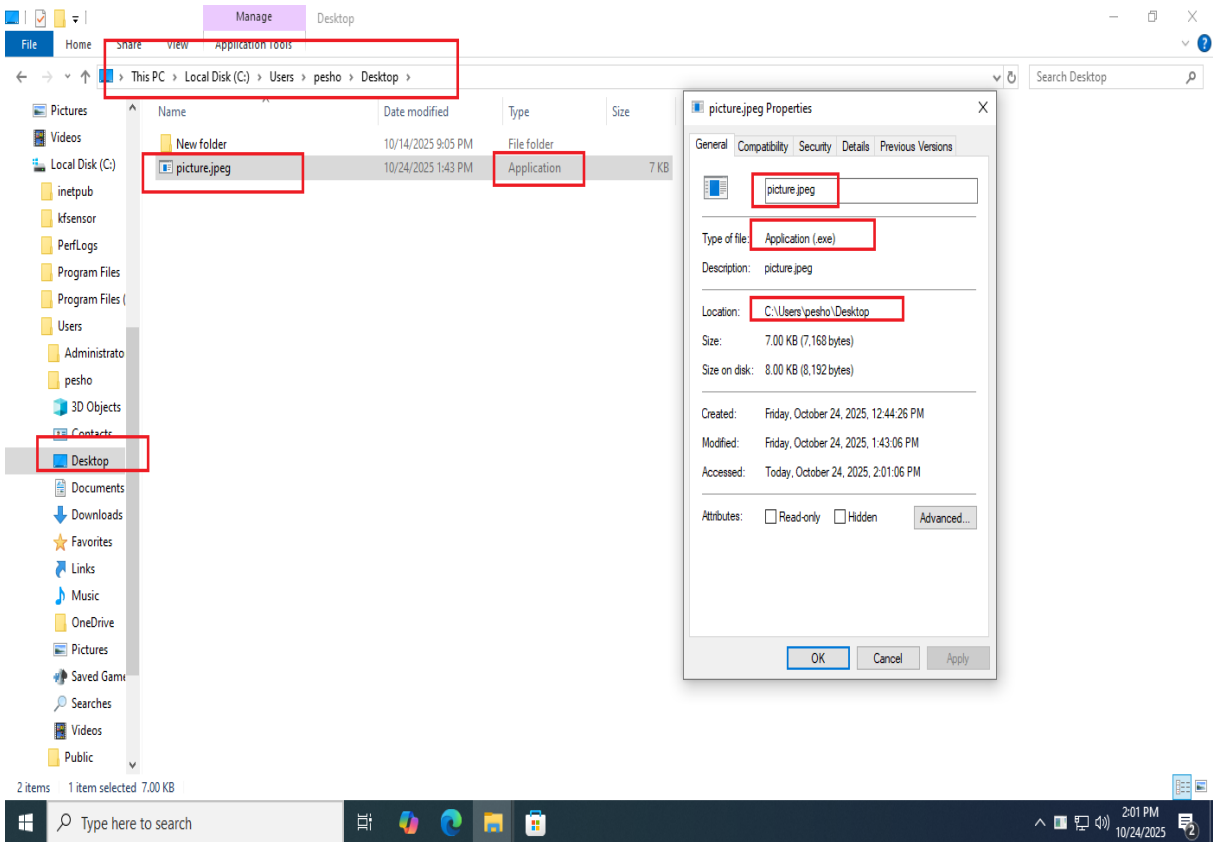 Manage
Desktop
File
Home
Share
View
Application Tools
This PC > Local Disk (C:) > Users > pesho > Desktop >
Search Desktop
Pictures
Videos
Local Disk (C:)
inetpub
kfsensor
PerfLogs
Program Files
Program Files (
Users
Administrato
pesho
3D Objects
Contacts
Desktop
Documents
Downloads
Favorites
Links
Music
OneDrive
Pictures
Saved Game
Searches
Videos
Public
Name Date modified Type Size
New folder 10/14/2025 9:05 PM File folder
picture.jpeg 10/24/2025 1:43 PM Application 7 KB
picture.jpeg Properties
General Compatibility Security Details Previous Versions
picture.jpeg
Type of file: Application (.exe)
Description: picture.jpeg
Location: C:\Users\pesho\Desktop
Size: 7.00 KB (7,168 bytes)
Size on disk: 8.00 KB (8,192 bytes)
Created: Friday, October 24, 2025, 12:44:26 PM
Modified: Friday, October 24, 2025, 1:43:06 PM
Accessed: Today, October 24, 2025, 2:01:06 PM
Attributes: Read-only Hidden Advanced...
OK Cancel Apply
2 items 1 item selected 7.00 KB
Type here to search
2:01 PM
10/24/2025
2